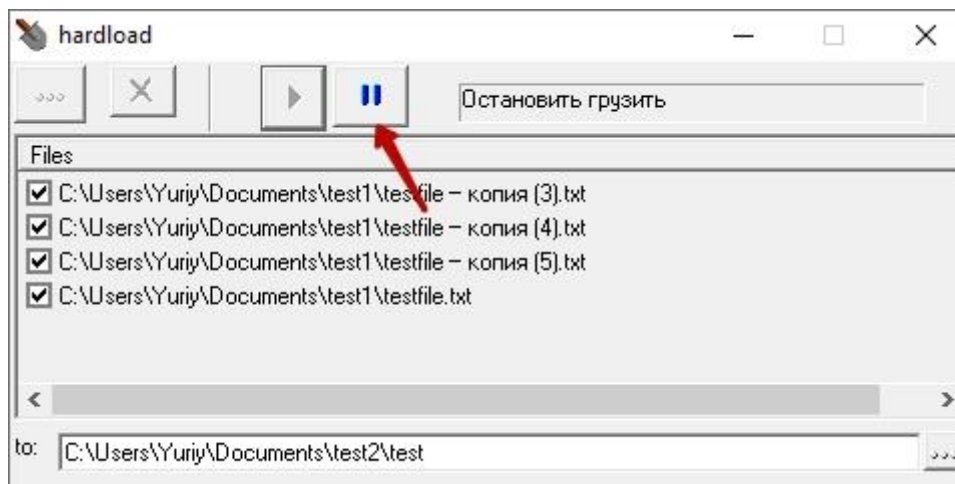 hardload
Остановить грузить
Files
C:\Users\Yuriy\Documents\test1\testfile – копия (3).txt
C:\Users\Yuriy\Documents\test1\testfile – копия (4).txt
C:\Users\Yuriy\Documents\test1\testfile – копия (5).txt
C:\Users\Yuriy\Documents\test1\testfile.txt
to:
C:\Users\Yuriy\Documents\test2\test